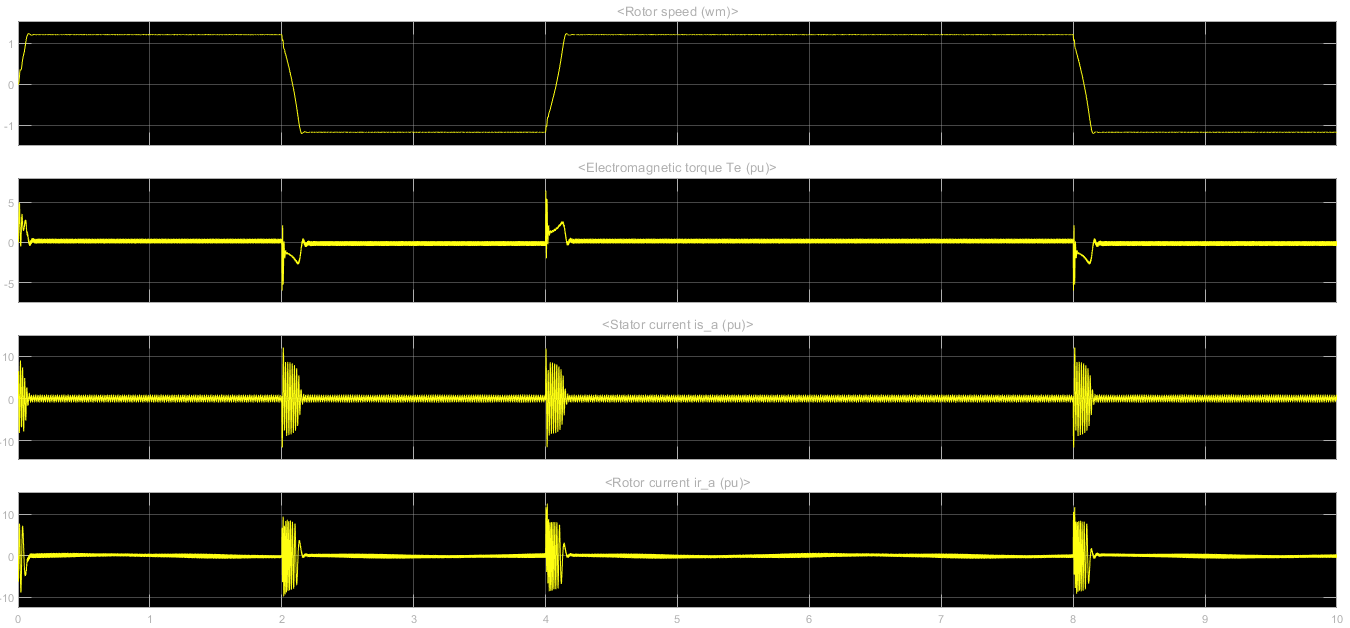 <Rotor speed (wm)>
1
0
-1
<Electromagnetic torque Te (pu)>
5
0
-5
<Stator current is_a (pu)>
10
0
-10
<Rotor current ir_a (pu)>
10
0
-10
0 1 2 3 4 5 6 7 8 9 10